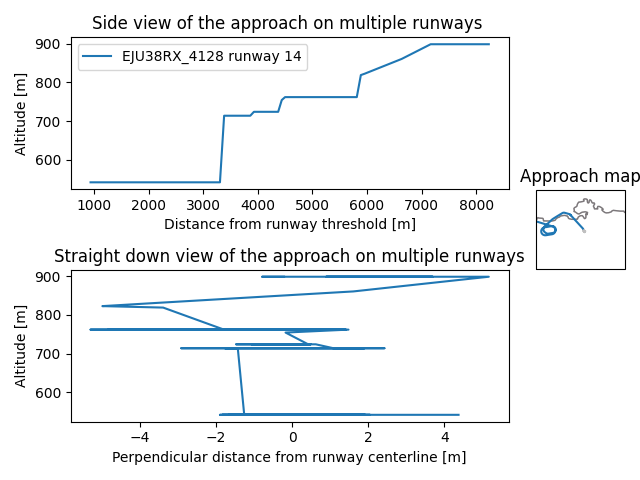 Side view of the approach on multiple runways
900
800
700
600
Altitude [m]
EJU38RX_4128 runway 14
1000 2000 3000 4000 5000 6000 7000 8000
Distance from runway threshold [m]
Approach map
Straight down view of the approach on multiple runways
900
800
700
600
Altitude [m]
−4 −2 0 2 4
Perpendicular distance from runway centerline [m]